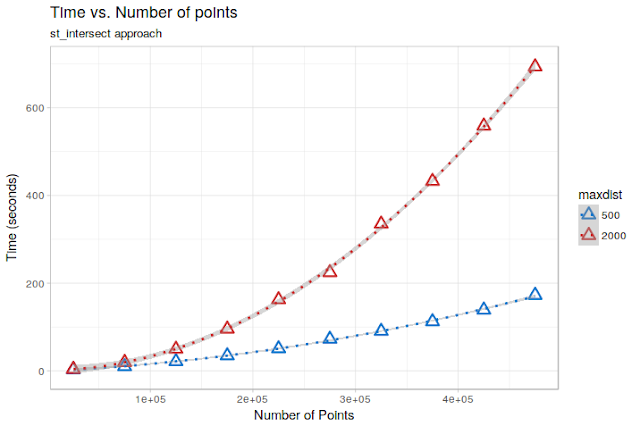 Time vs. Number of points
st_intersect approach
600
400
200
0
Time (seconds)
1e+05
2e+05
3e+05
4e+05
Number of Points
maxdist
500
2000